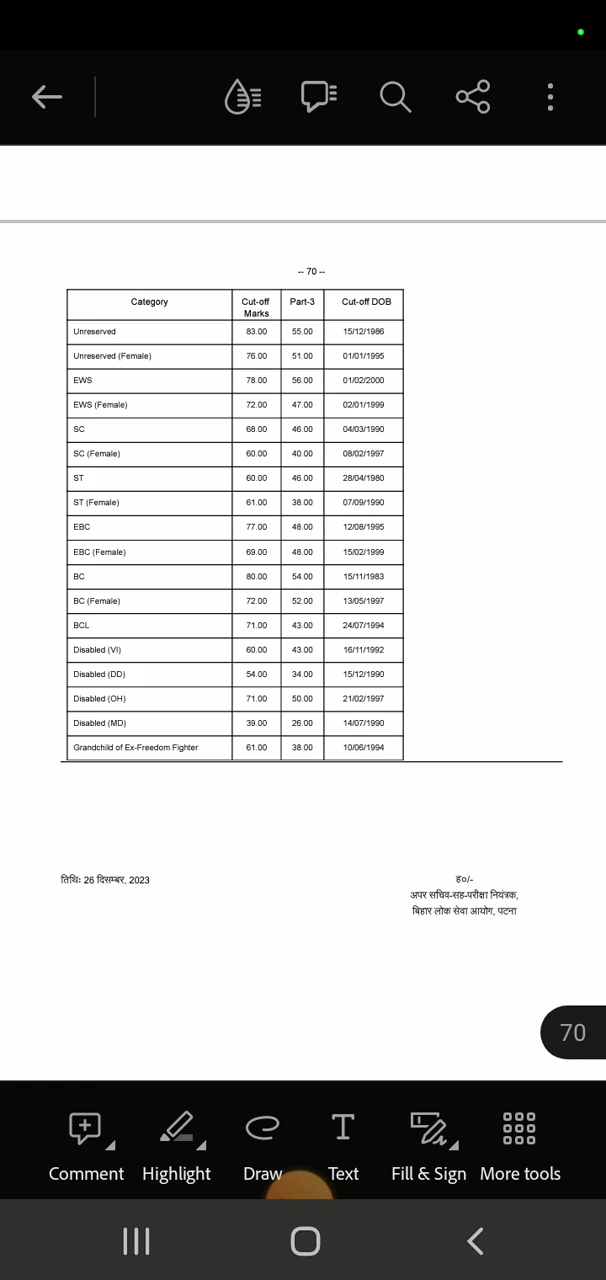 -- 70 --
Category Cut-off Marks Part-3 Cut-off DOB
Unreserved 83.00 55.00 15/12/1986
Unreserved (Female) 76.00 51.00 01/01/1995
EWS 78.00 56.00 01/02/2000
EWS (Female) 72.00 47.00 02/01/1999
SC 68.00 46.00 04/03/1990
SC (Female) 60.00 40.00 08/02/1997
ST 60.00 46.00 28/04/1980
ST (Female) 61.00 38.00 07/09/1990
EBC 77.00 48.00 12/08/1995
EBC (Female) 69.00 48.00 15/02/1999
BC 80.00 54.00 15/11/1983
BC (Female) 72.00 52.00 13/05/1997
BCL 71.00 43.00 24/07/1994
Disabled (VI) 60.00 43.00 16/11/1992
Disabled (DD) 54.00 34.00 15/12/1990
Disabled (OH) 71.00 50.00 21/02/1997
Disabled (MD) 39.00 26.00 14/07/1990
Grandchild of Ex-Freedom Fighter 61.00 38.00 10/06/1994
तिथिः 26 दिसम्बर, 2023
ह०/-
अपर सचिव-सह-परीक्षा नियंत्रक,
बिहार लोक सेवा आयोग, पटना
70
Comment Highlight Draw Text Fill & Sign More tools